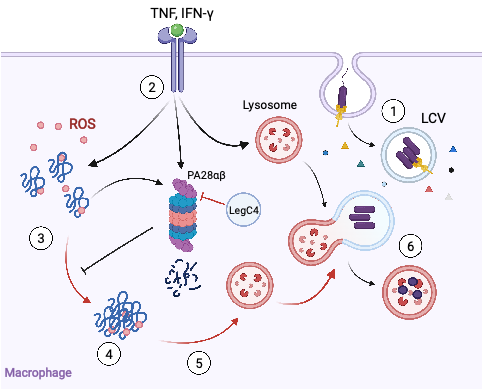 TNF, IFN-γ
2
ROS
Lysosome
1
LCV
PA28αβ
LegC4
3
6
4
5
Macrophage